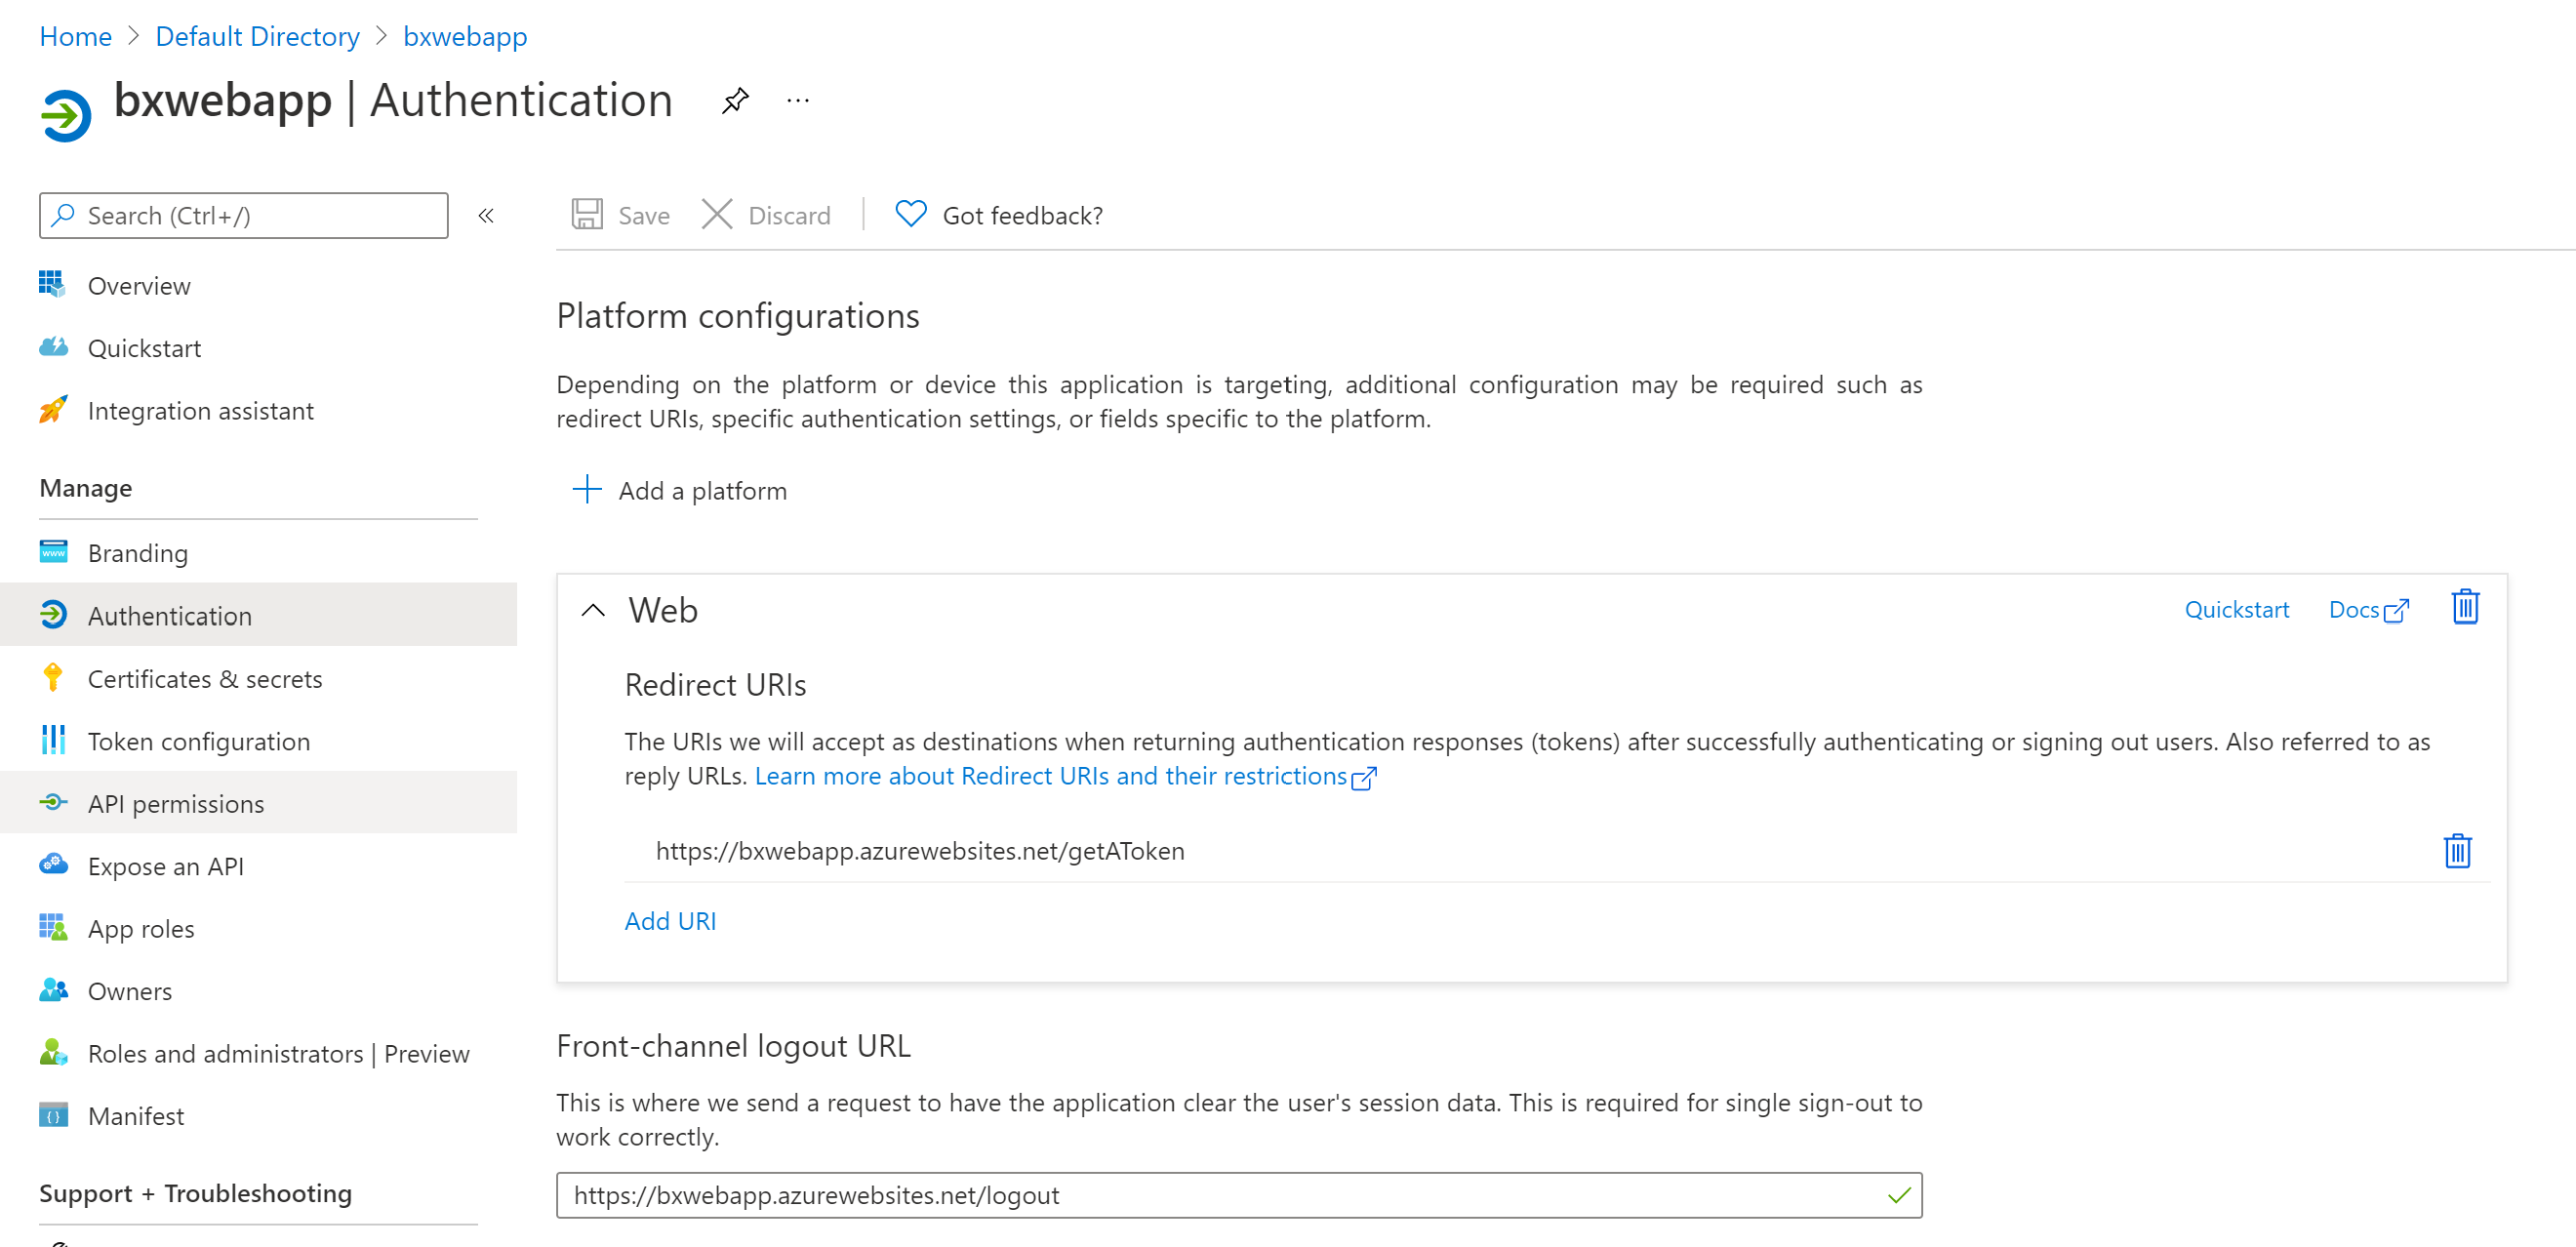 Home > Default Directory > bxwebapp
bxwebapp | Authentication
...
Search (Ctrl+/)
«
Save
Discard
Got feedback?
Overview
Quickstart
Integration assistant
Manage
Branding
Authentication
Certificates & secrets
Token configuration
API permissions
Expose an API
App roles
Owners
Roles and administrators | Preview
Manifest
Support + Troubleshooting
Platform configurations
Depending on the platform or device this application is targeting, additional configuration may be required such as
redirect URIs, specific authentication settings, or fields specific to the platform.
Add a platform
Web
Quickstart
Docs
Redirect URIs
The URIs we will accept as destinations when returning authentication responses (tokens) after successfully authenticating or signing out users. Also referred to as
reply URLs. Learn more about Redirect URIs and their restrictions
https://bxwebapp.azurewebsites.net/getAToken
Add URI
Front-channel logout URL
This is where we send a request to have the application clear the user's session data. This is required for single sign-out to
work correctly.
https://bxwebapp.azurewebsites.net/logout